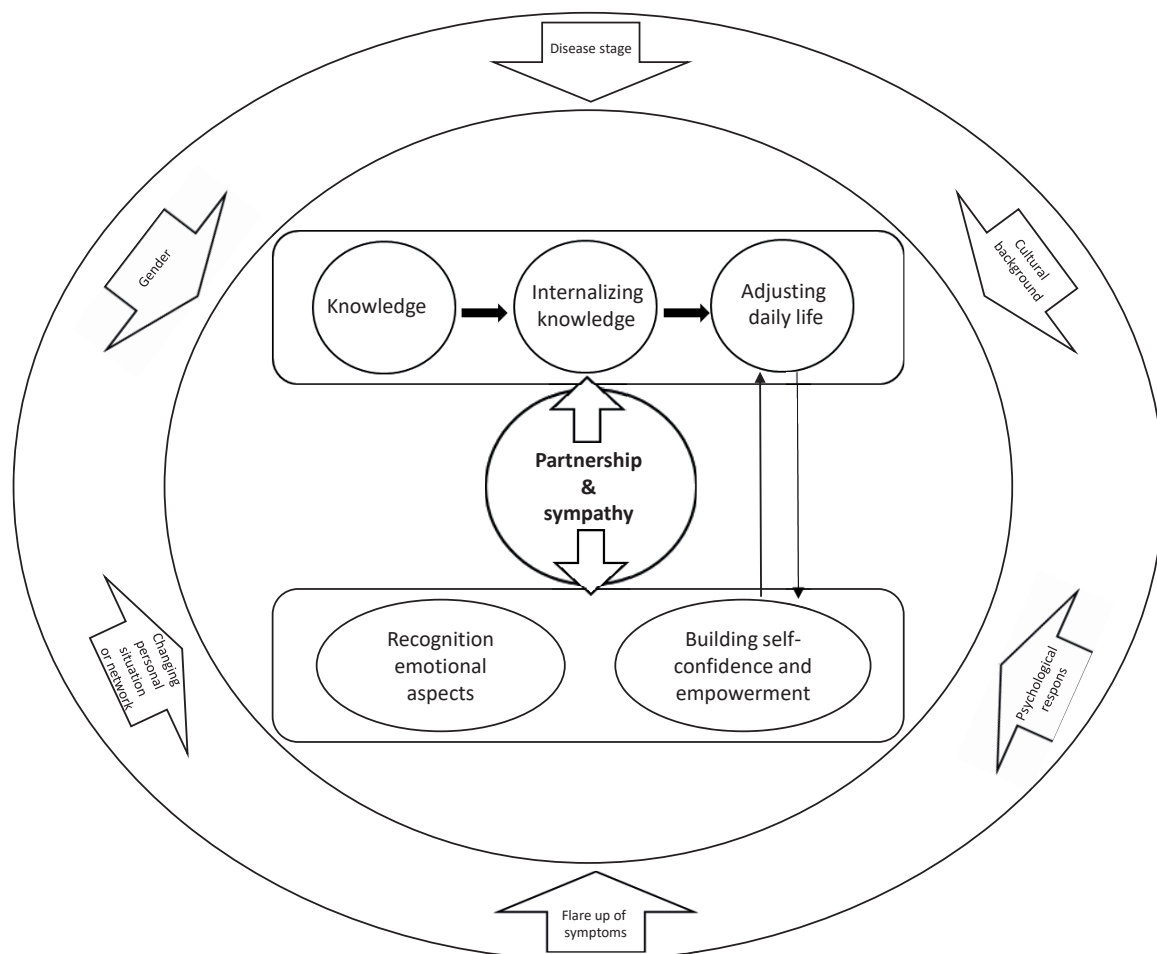 Disease stage
Gender
Cultural
background
Knowledge
Internalizing
knowledge
Adjusting
daily life
Partnership
&
sympathy
Recognition
emotional
aspects
Building self-
confidence and
empowerment
Changing
personal
situation
or network
Psychological
respons
Flare up of
symptoms